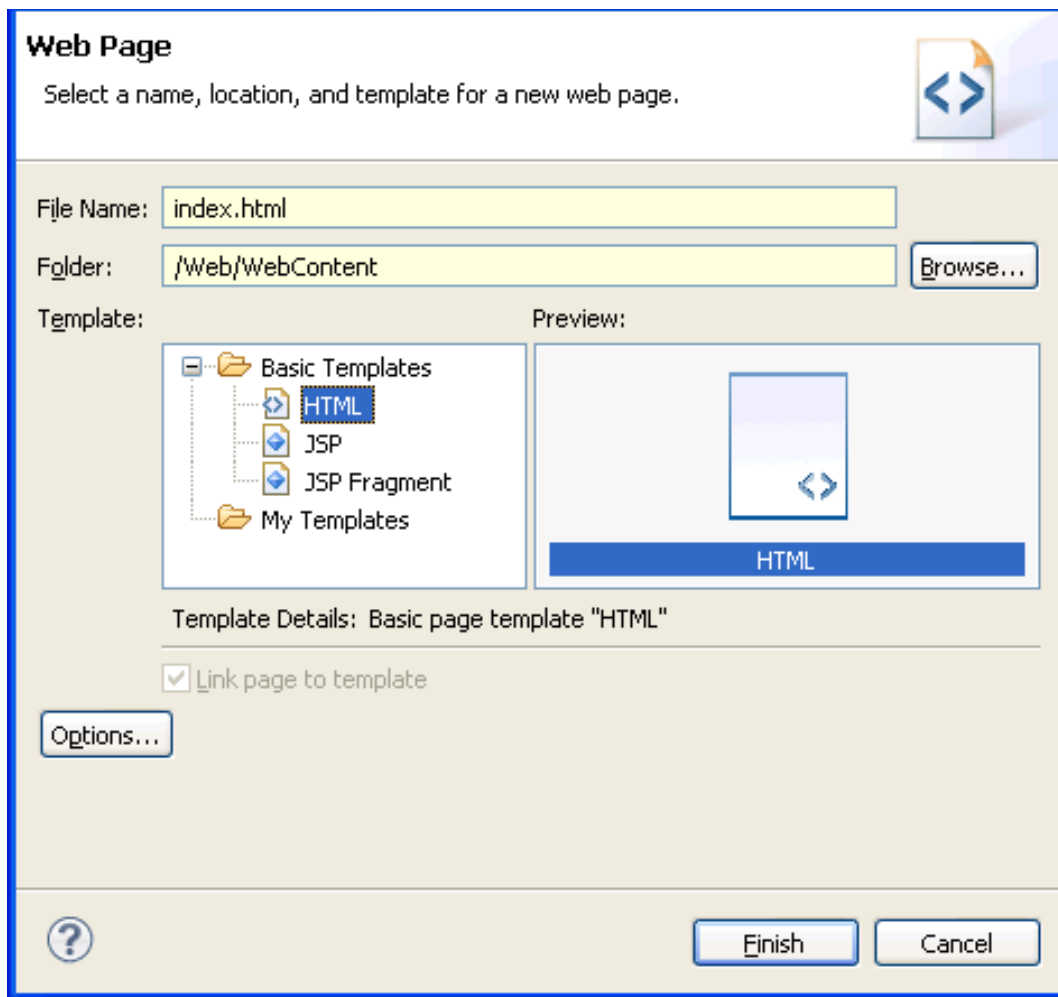 Web Page
Select a name, location, and template for a new web page.
File Name: index.html
Folder: /Web/WebContent Browse...
Template: Preview:
Basic Templates
HTML
JSP
JSP Fragment
My Templates
HTML
Template Details: Basic page template "HTML"
Link page to template
Options...
Finish Cancel